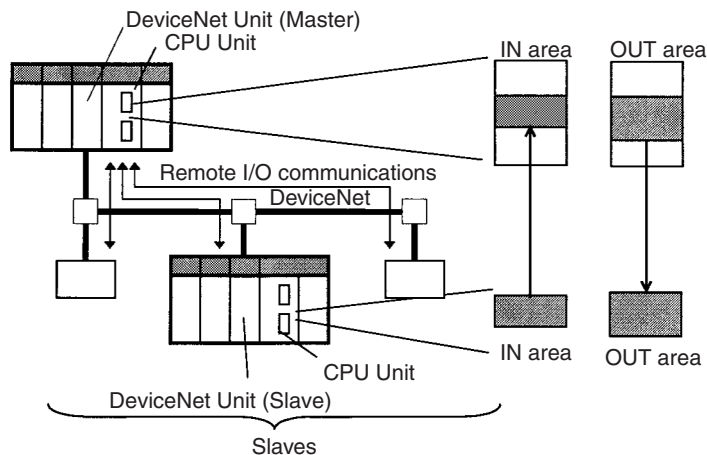 DeviceNet Unit (Master)
CPU Unit
IN area
OUT area
Remote I/O communications
DeviceNet
IN area
OUT area
CPU Unit
DeviceNet Unit (Slave)
Slaves